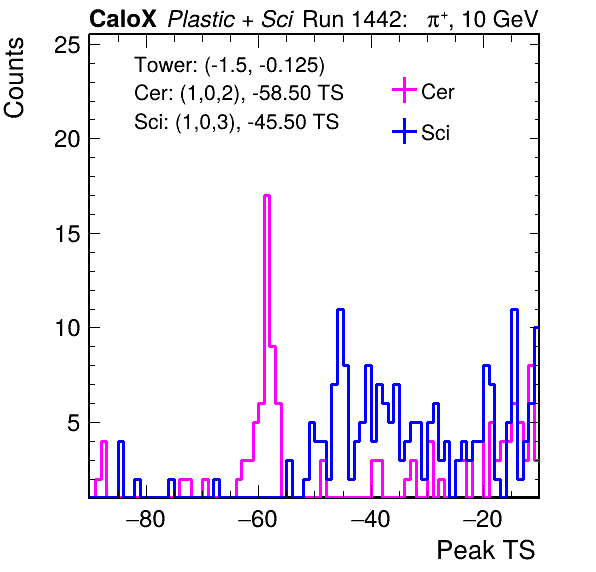 CaloX Plastic + Sci Run 1442: π⁺, 10 GeV
Counts
25
20
15
10
5
Tower: (-1.5, -0.125)
Cer: (1,0,2), -58.50 TS
Sci: (1,0,3), -45.50 TS
Cer
Sci
−80 −60 −40 −20
Peak TS